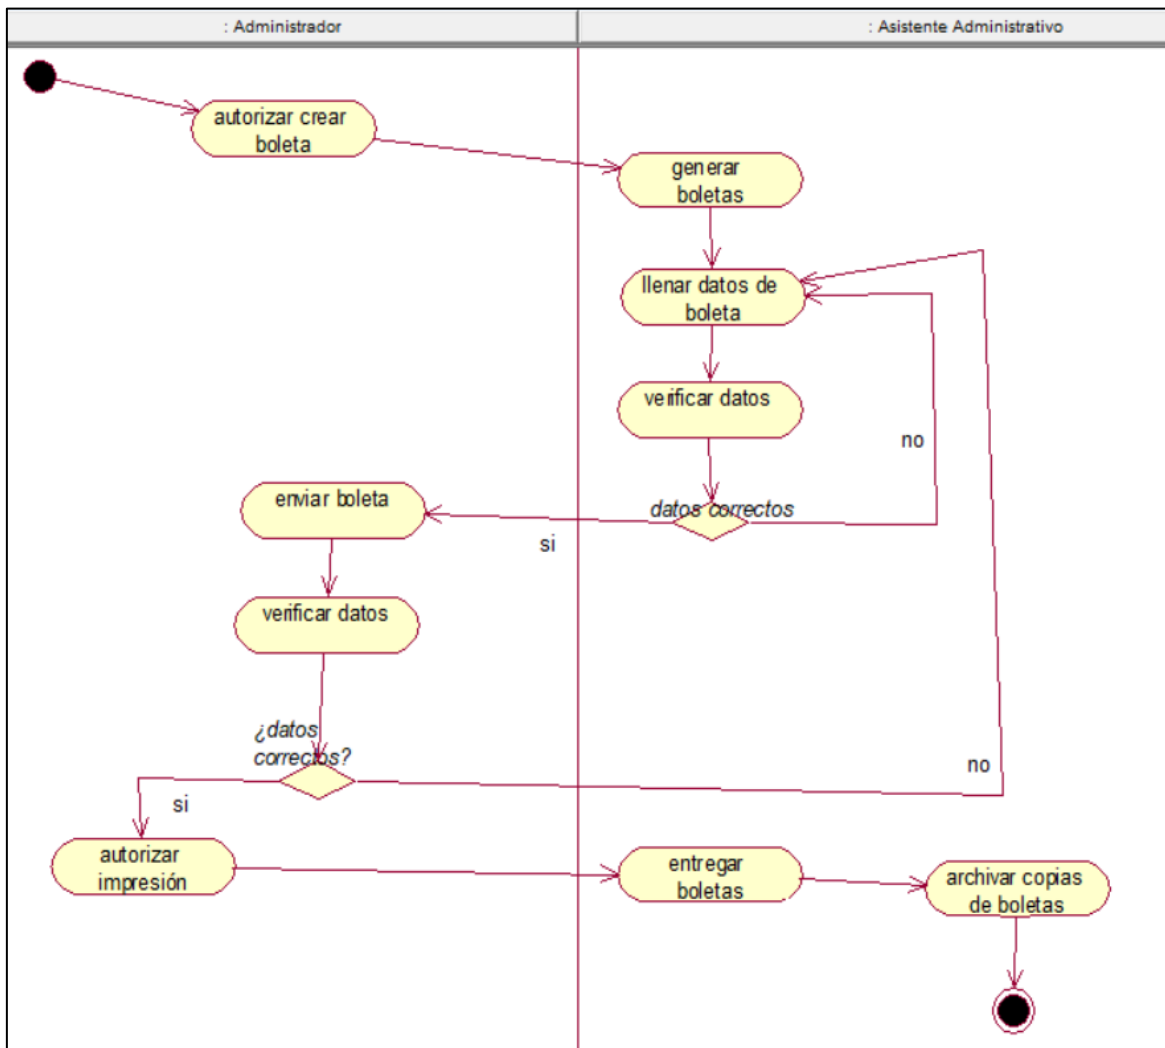 : Administrador
: Asistente Administrativo
autorizar crear
boleta
generar
boletas
llenar datos de
boleta
verificar datos
no
datos correctos
si
enviar boleta
verificar datos
¿datos
correctos?
no
si
autorizar
impresión
entregar
boletas
archivar copias
de boletas